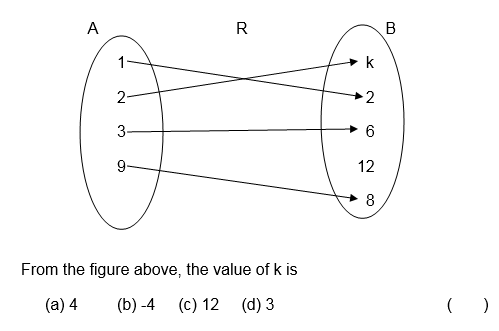 A R B
1 k
2 2
3 6
9 12
8
From the figure above, the value of k is
(a) 4 (b) -4 (c) 12 (d) 3 ( )